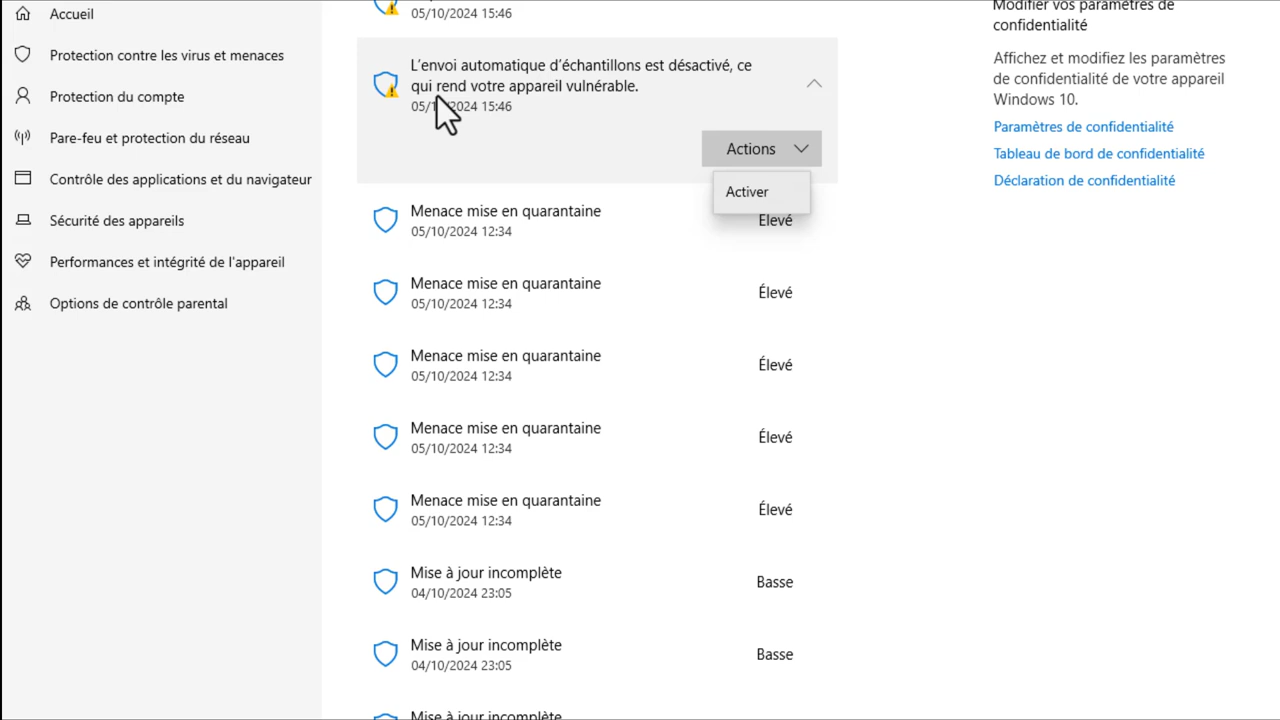 Accueil
Protection contre les virus et menaces
Protection du compte
Pare-feu et protection du réseau
Contrôle des applications et du navigateur
Sécurité des appareils
Performances et intégrité de l'appareil
Options de contrôle parental
05/10/2024 15:46
L’envoi automatique d’échantillons est désactivé, ce
qui rend votre appareil vulnérable.
05/10/2024 15:46
Actions
Activer
Menace mise en quarantaine
Élevé
05/10/2024 12:34
Menace mise en quarantaine
Élevé
05/10/2024 12:34
Menace mise en quarantaine
Élevé
05/10/2024 12:34
Menace mise en quarantaine
Élevé
05/10/2024 12:34
Menace mise en quarantaine
Élevé
05/10/2024 12:34
Mise à jour incomplète
Basse
04/10/2024 23:05
Mise à jour incomplète
Basse
04/10/2024 23:05
Mise à jour incomplète
Modifier vos paramètres de
confidentialité
Affichez et modifiez les paramètres
de confidentialité de votre appareil
Windows 10.
Paramètres de confidentialité
Tableau de bord de confidentialité
Déclaration de confidentialité